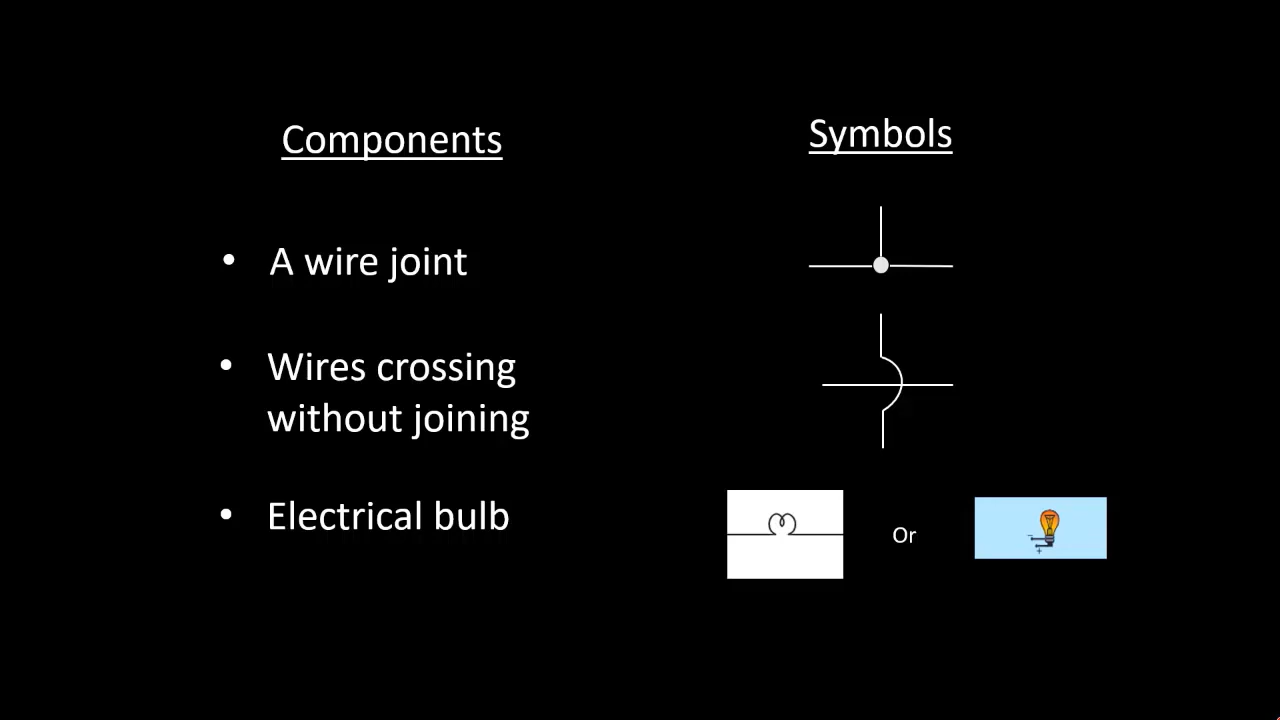 Components
Symbols
• A wire joint
• Wires crossing
without joining
• Electrical bulb
Or